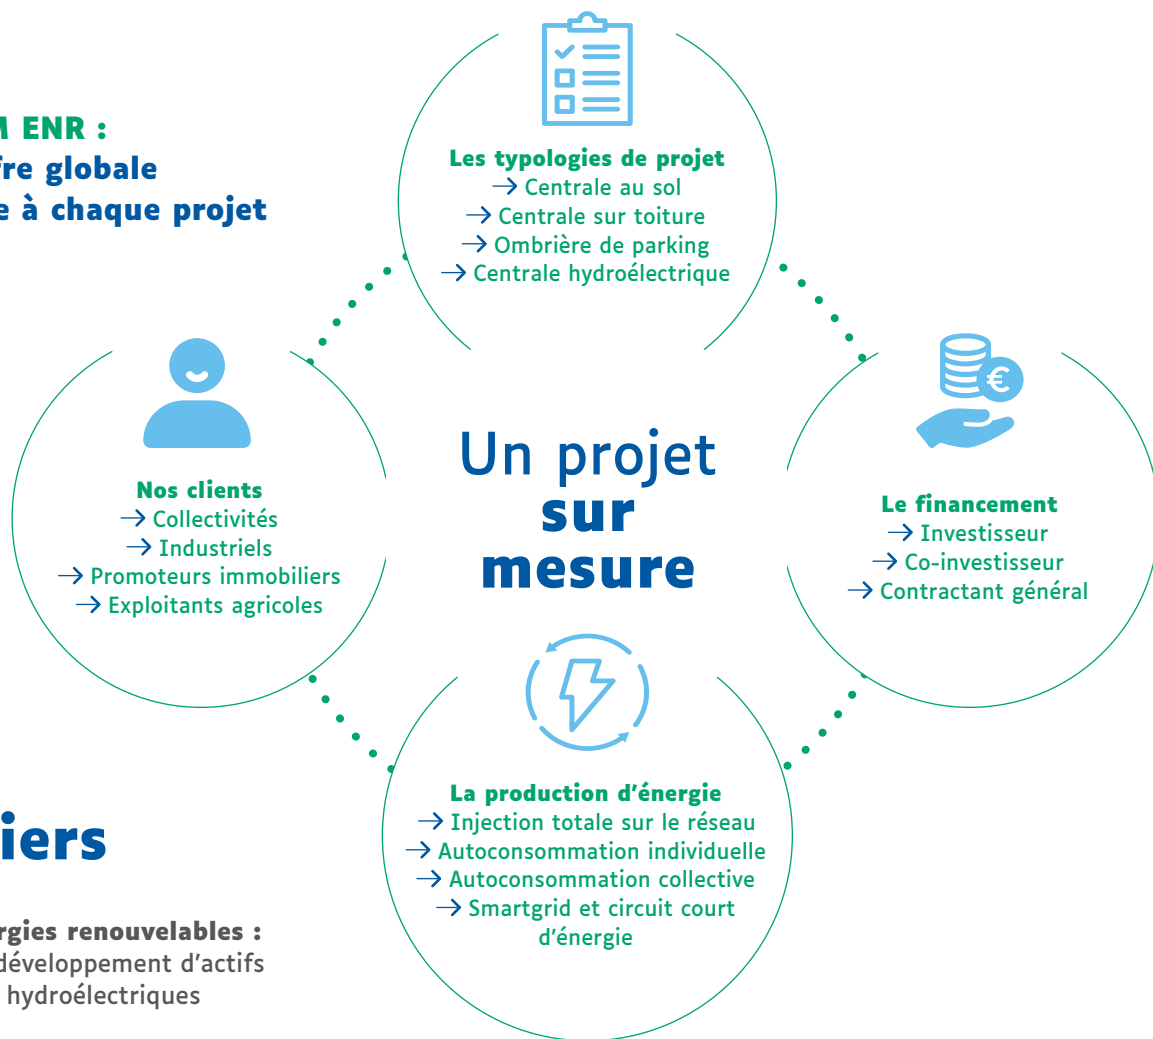 ENR :
globale
à chaque projet
Les typologies de projet
→ Centrale au sol
→ Centrale sur toiture
→ Ombrière de parking
→ Centrale hydroélectrique
Nos clients
→ Collectivités
→ Industriels
→ Promoteurs immobiliers
→ Exploitants agricoles
Un projet
sur
mesure
€
Le financement
→ Investisseur
→ Co-investisseur
→ Contractant général
La production d'énergie
→ Injection totale sur le réseau
→ Autoconsommation individuelle
→ Autoconsommation collective
→ Smartgrid et circuit court
d'énergie
renouvelables :
développement d'actifs
hydroélectriques